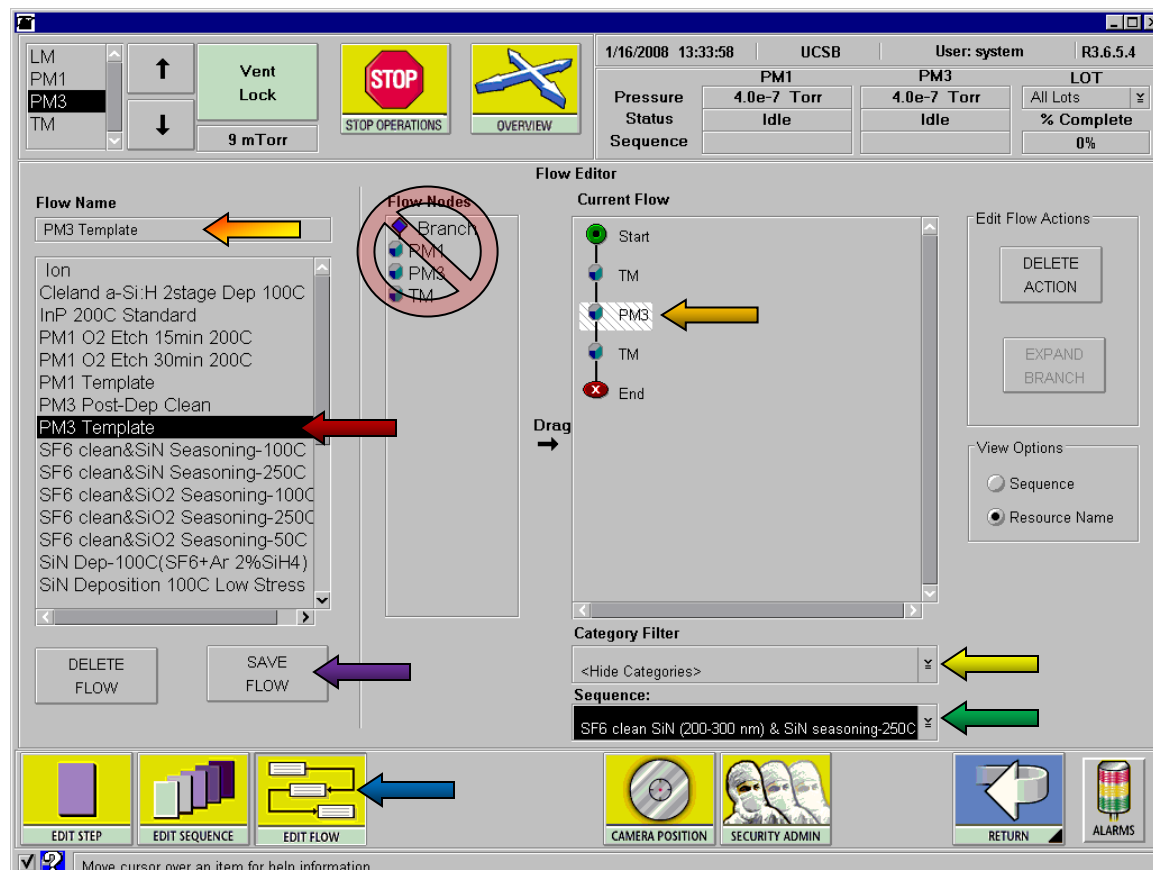 LM
PM1
PM3
TM
Vent
Lock
9 mTorr
STOP
STOP OPERATIONS
OVERVIEW
1/16/2008 13:33:58 UCSB User: system R3.6.5.4
PM1 PM3 LOT
Pressure 4.0e-7 Torr 4.0e-7 Torr All Lots
Status Idle Idle % Complete
Sequence 0%
Flow Editor
Flow Name
PM3 Template
Ion
Cleland a-Si:H 2stage Dep 100C
InP 200C Standard
PM1 O2 Etch 15min 200C
PM1 O2 Etch 30min 200C
PM1 Template
PM3 Post-Dep Clean
PM3 Template
SF6 clean&SiN Seasoning-100C
SF6 clean&SiN Seasoning-250C
SF6 clean&SiO2 Seasoning-100C
SF6 clean&SiO2 Seasoning-250C
SF6 clean&SiO2 Seasoning-50C
SiN Dep-100C(SF6+Ar 2%SiH4)
SiN Deposition 100C Low Stress
DELETE
FLOW
SAVE
FLOW
Flow Nodes
Branch
PM1
PM3
TM
Drag
Current Flow
Start
TM
PM3
TM
End
Category Filter
<Hide Categories>
Sequence:
SF6 clean SiN (200-300 nm) & SiN seasoning-250C
Edit Flow Actions
DELETE
ACTION
EXPAND
BRANCH
View Options
Sequence
Resource Name
EDIT STEP
EDIT SEQUENCE
EDIT FLOW
CAMERA POSITION
SECURITY ADMIN
RETURN
ALARMS
Move cursor over an item for help information